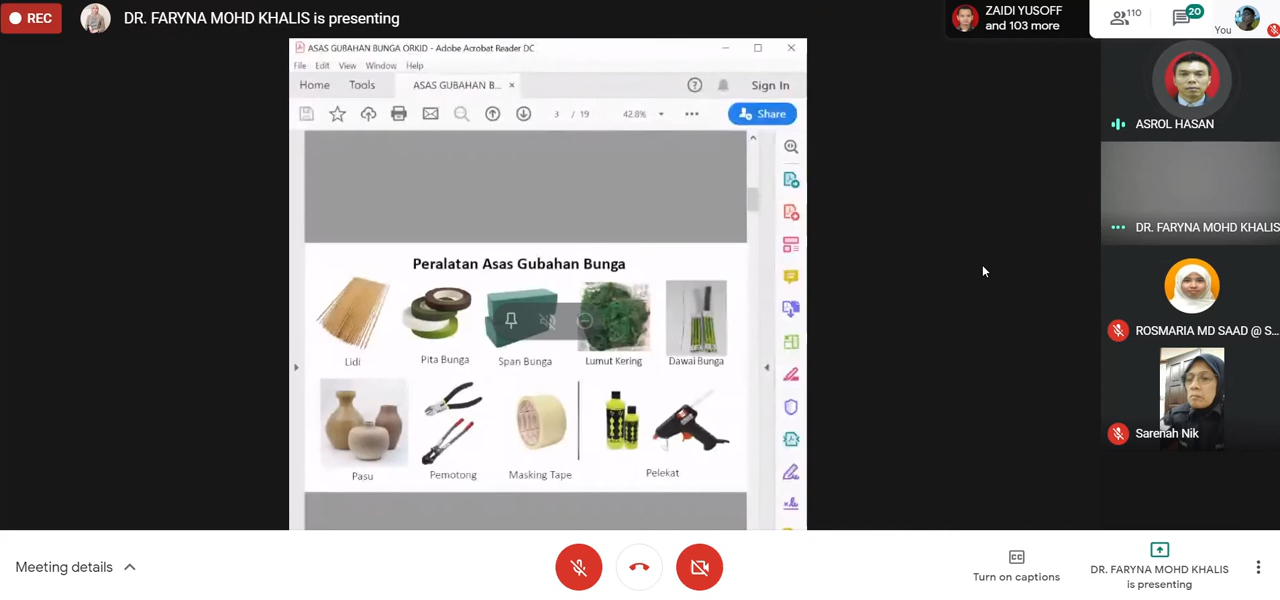 REC
DR. FARYNA MOHD KHALIS is presenting
ZAIDI YUSOFF
and 103 more
110
20
You
ASAS GUBAHAN BUNGA ORKID - Adobe Acrobat Reader DC
File Edit View Window Help
Home Tools ASAS GUBAHAN B... ×
Sign In
3 / 19
42.8%
Share
ASROL HASAN
DR. FARYNA MOHD KHALIS
ROSMARIA MD SAAD @ S...
Sarenah Nik
Peralatan Asas Gubahan Bunga
Lidi
Pita Bunga
Span Bunga
Lumut Kering
Dawai Bunga
Pasu
Pemotong
Masking Tape
Pelekat
Meeting details
Turn on captions
DR. FARYNA MOHD KHALIS
is presenting